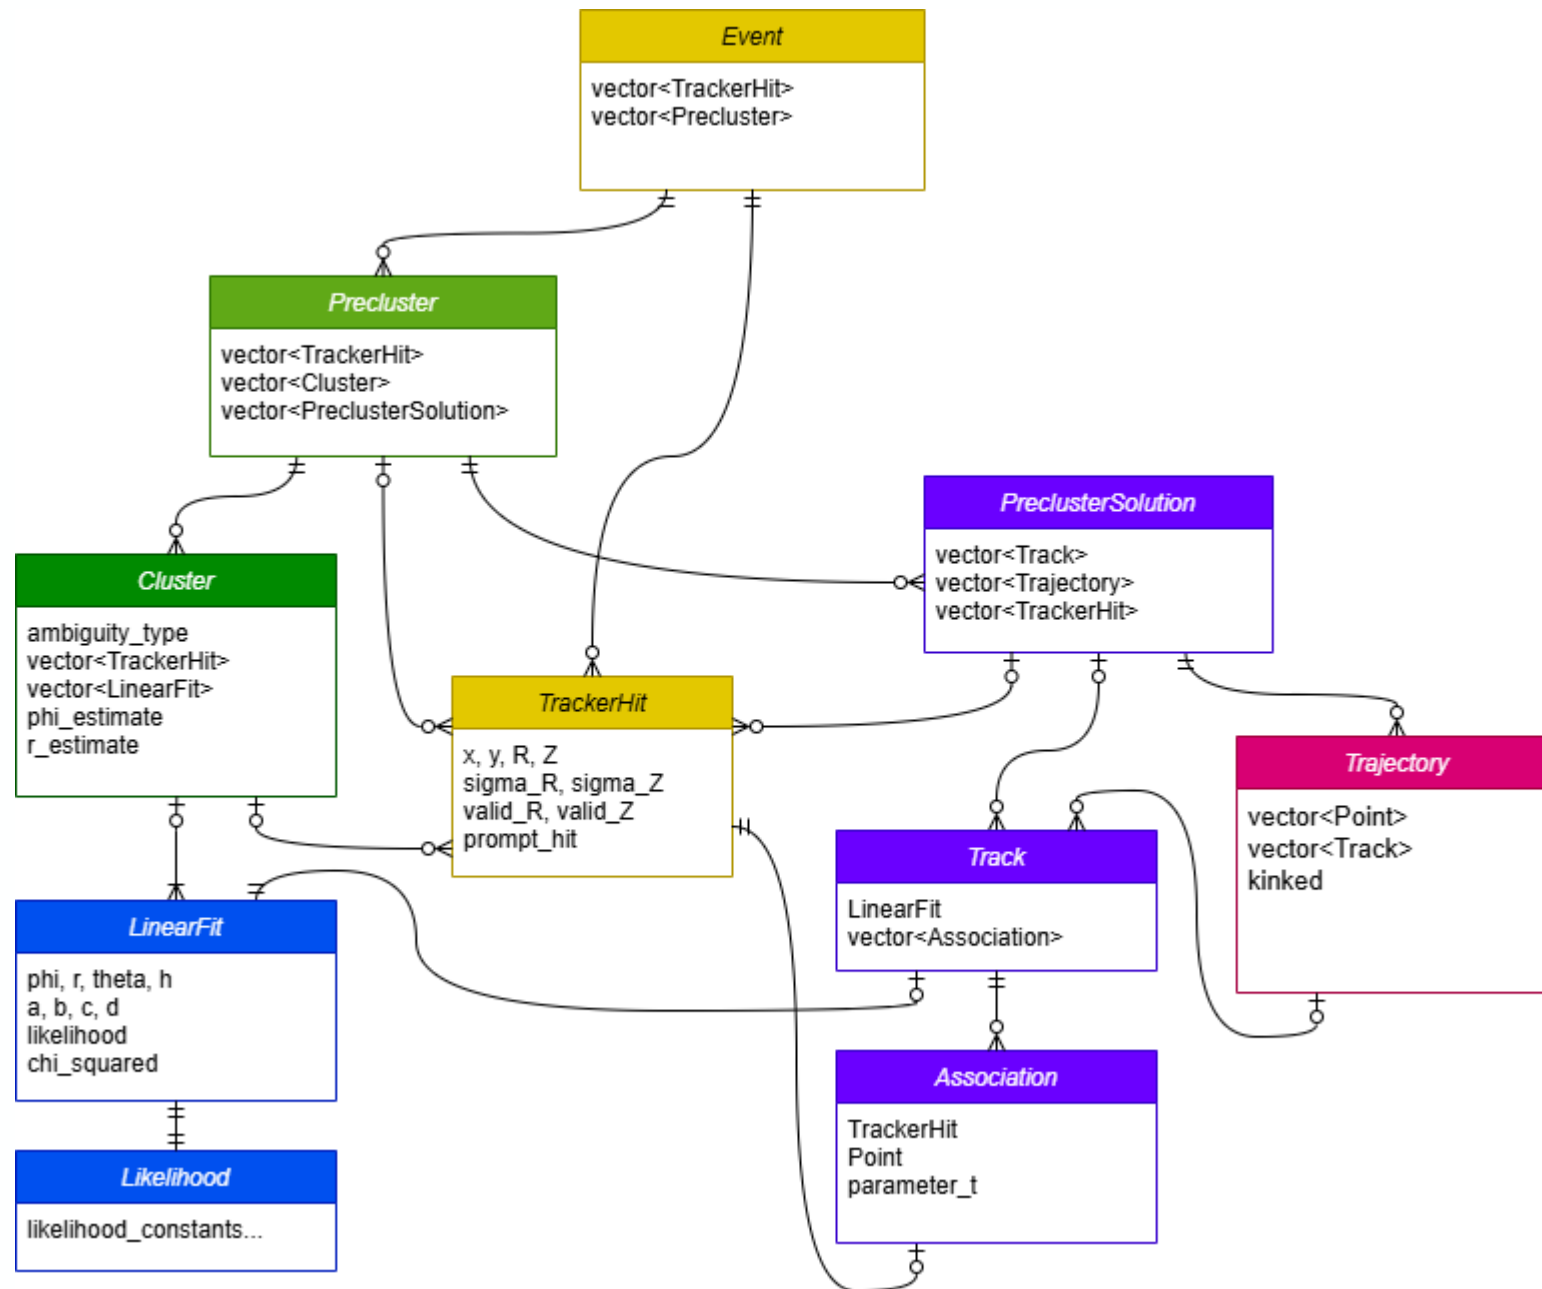 Event
vector<TrackerHit>
vector<Precluster>
Precluster
vector<TrackerHit>
vector<Cluster>
vector<PreclusterSolution>
PreclusterSolution
vector<Track>
vector<Trajectory>
vector<TrackerHit>
Cluster
ambiguity_type
vector<TrackerHit>
vector<LinearFit>
phi_estimate
r_estimate
TrackerHit
x, y, R, Z
sigma_R, sigma_Z
valid_R, valid_Z
prompt_hit
Trajectory
vector<Point>
vector<Track>
kinked
Track
LinearFit
vector<Association>
LinearFit
phi, r, theta, h
a, b, c, d
likelihood
chi_squared
Association
TrackerHit
Point
parameter_t
Likelihood
likelihood_constants...